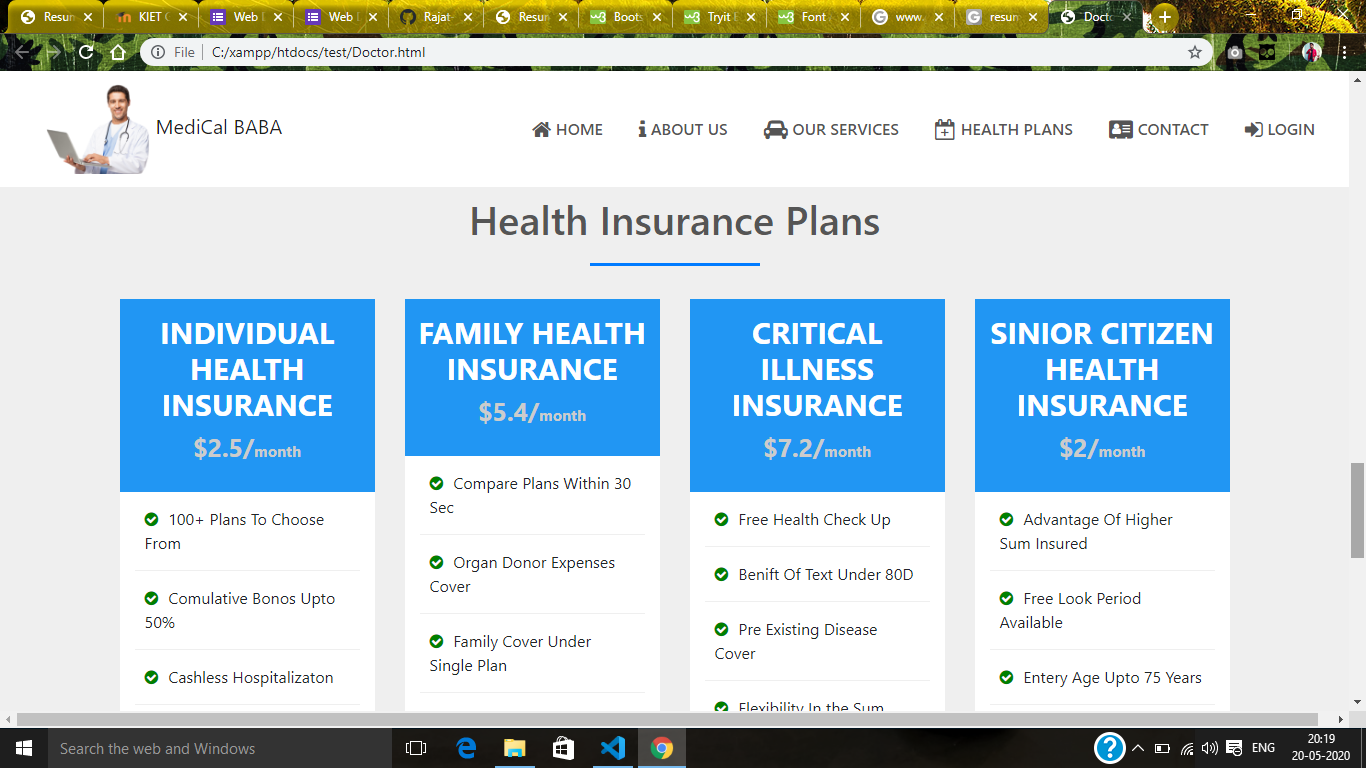 Resun
KIET C
Web D
Web D
Rajat
Resun
Boots
Tryit E
Font A
www.
resum
Docto
File
C:/xampp/htdocs/test/Doctor.html
MediCal BABA
HOME
ABOUT US
OUR SERVICES
HEALTH PLANS
CONTACT
LOGIN
Health Insurance Plans
INDIVIDUAL
HEALTH
INSURANCE
$2.5/month
100+ Plans To Choose
From
Comulative Bonos Upto
50%
Cashless Hospitalizaton
FAMILY HEALTH
INSURANCE
$5.4/month
Compare Plans Within 30
Sec
Organ Donor Expenses
Cover
Family Cover Under
Single Plan
CRITICAL
ILLNESS
INSURANCE
$7.2/month
Free Health Check Up
Benift Of Text Under 80D
Pre Existing Disease
Cover
Flexibility In the Sum
SINIOR CITIZEN
HEALTH
INSURANCE
$2/month
Advantage Of Higher
Sum Insured
Free Look Period
Available
Entery Age Upto 75 Years
Search the web and Windows
ENG
20:19
20-05-2020